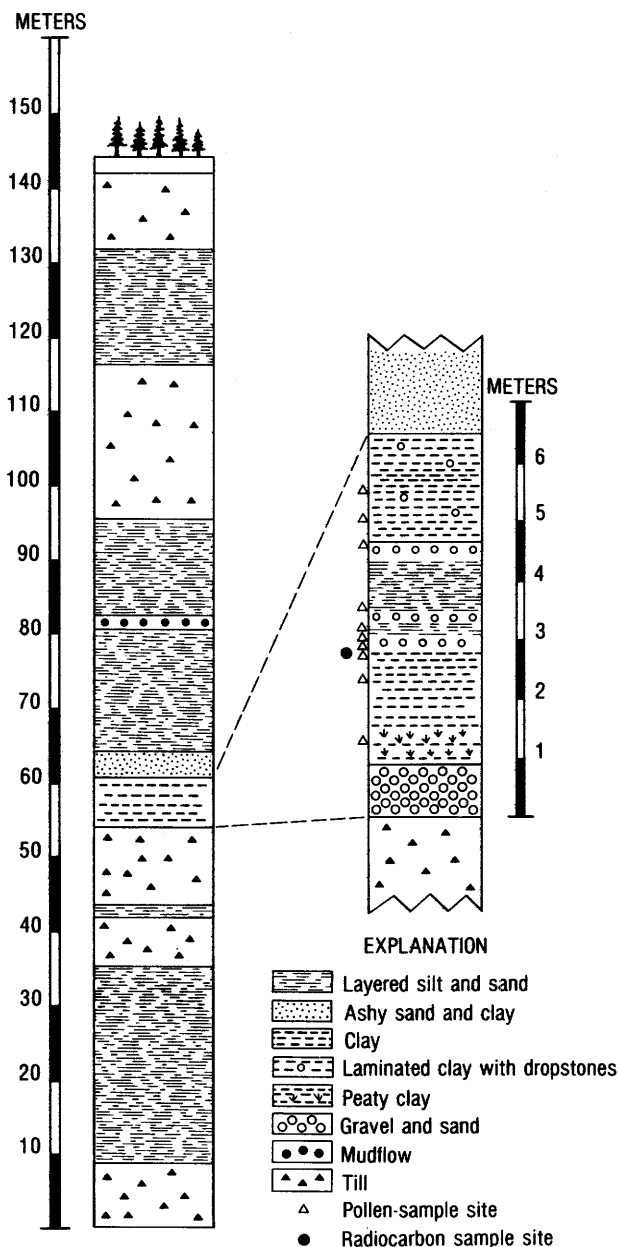 METERS
150
140
130
120
110
100
90
80
70
60
50
40
30
20
10
METERS
6
5
4
3
2
1
EXPLANATION
Layered silt and sand
Ashy sand and clay
Clay
Laminated clay with dropstones
Peaty clay
Gravel and sand
Mudflow
Till
Pollen-sample site
Radiocarbon sample site